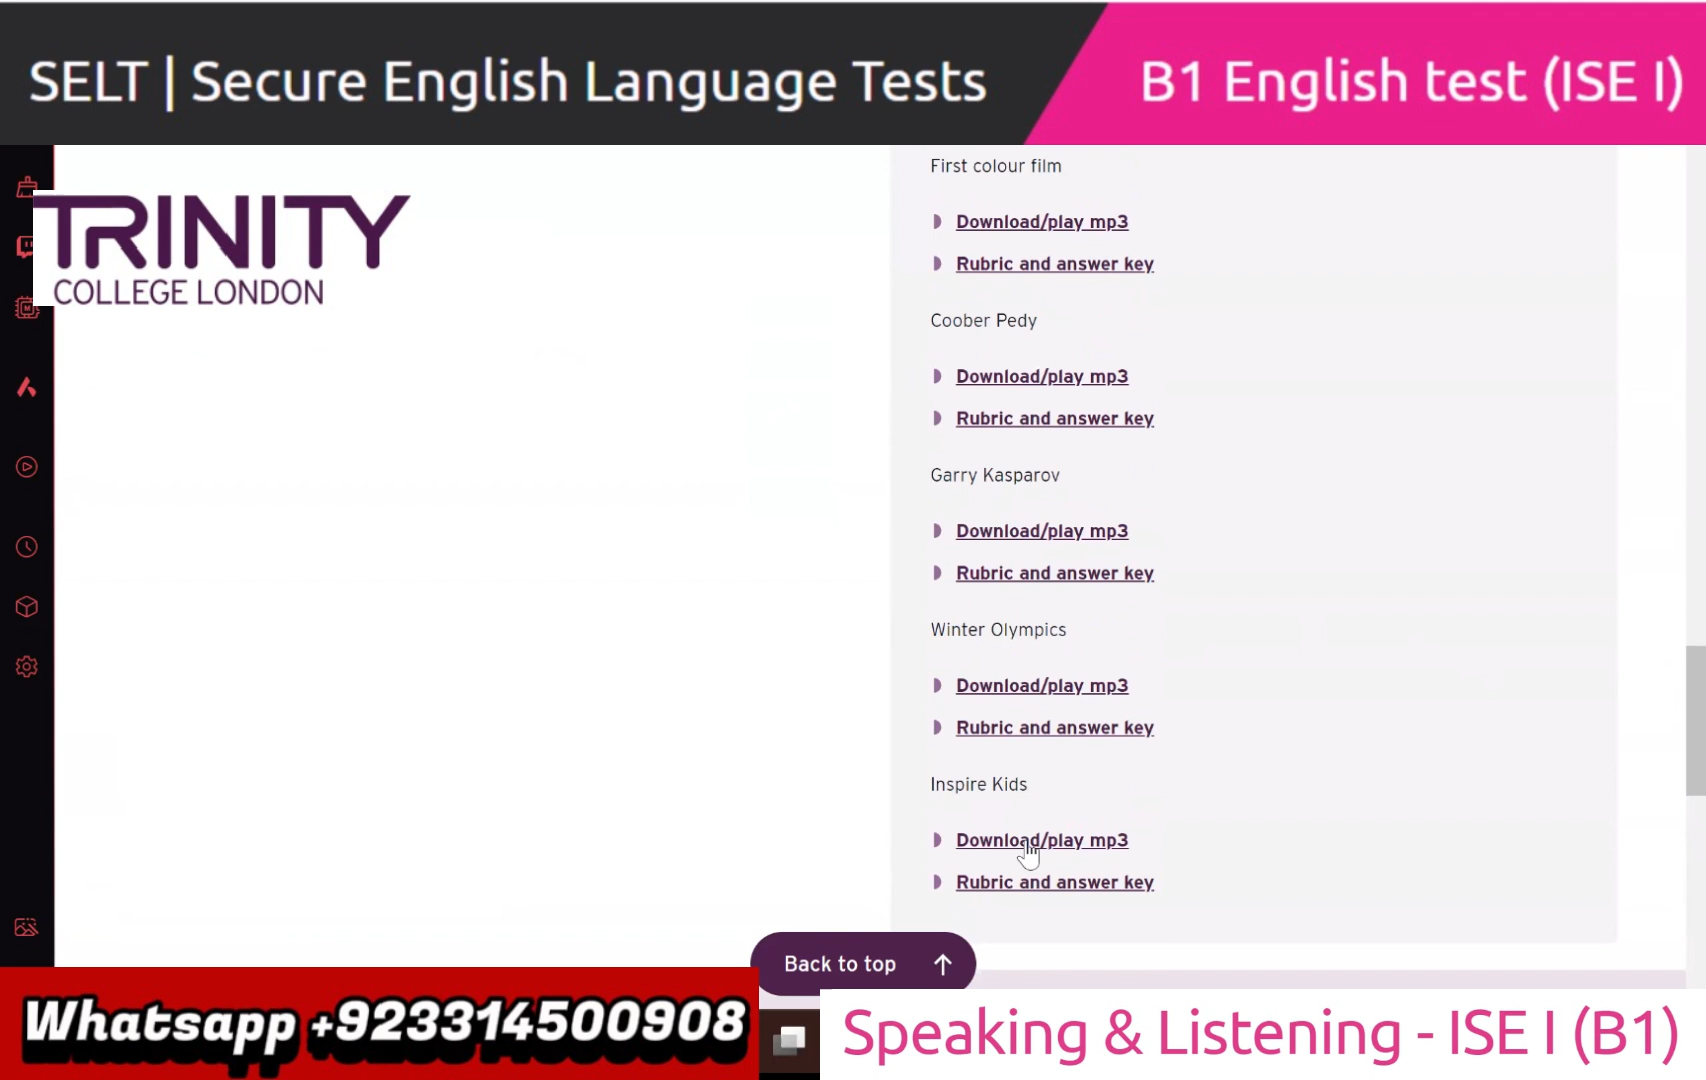 SELT | Secure English Language Tests
B1 English test (ISE I)
TRINITY
COLLEGE LONDON
First colour film
Download/play mp3
Rubric and answer key
Coober Pedy
Download/play mp3
Rubric and answer key
Garry Kasparov
Download/play mp3
Rubric and answer key
Winter Olympics
Download/play mp3
Rubric and answer key
Inspire Kids
Download/play mp3
Rubric and answer key
Back to top
Whatsapp +923314500908
Speaking & Listening - ISE I (B1)